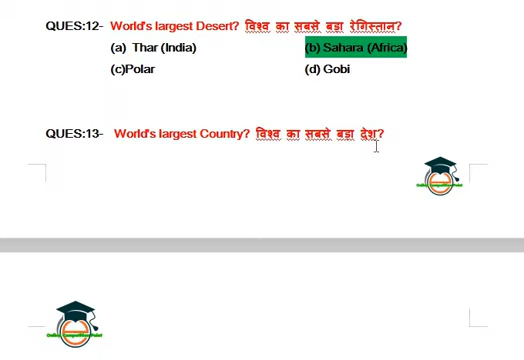 QUES:12- World's largest Desert? विश्व का सबसे बड़ा रेगिस्तान?
(a) Thar (India) (b) Sahara (Africa)
(c)Polar (d) Gobi
QUES:13- World's largest Country? विश्व का सबसे बड़ा देश?